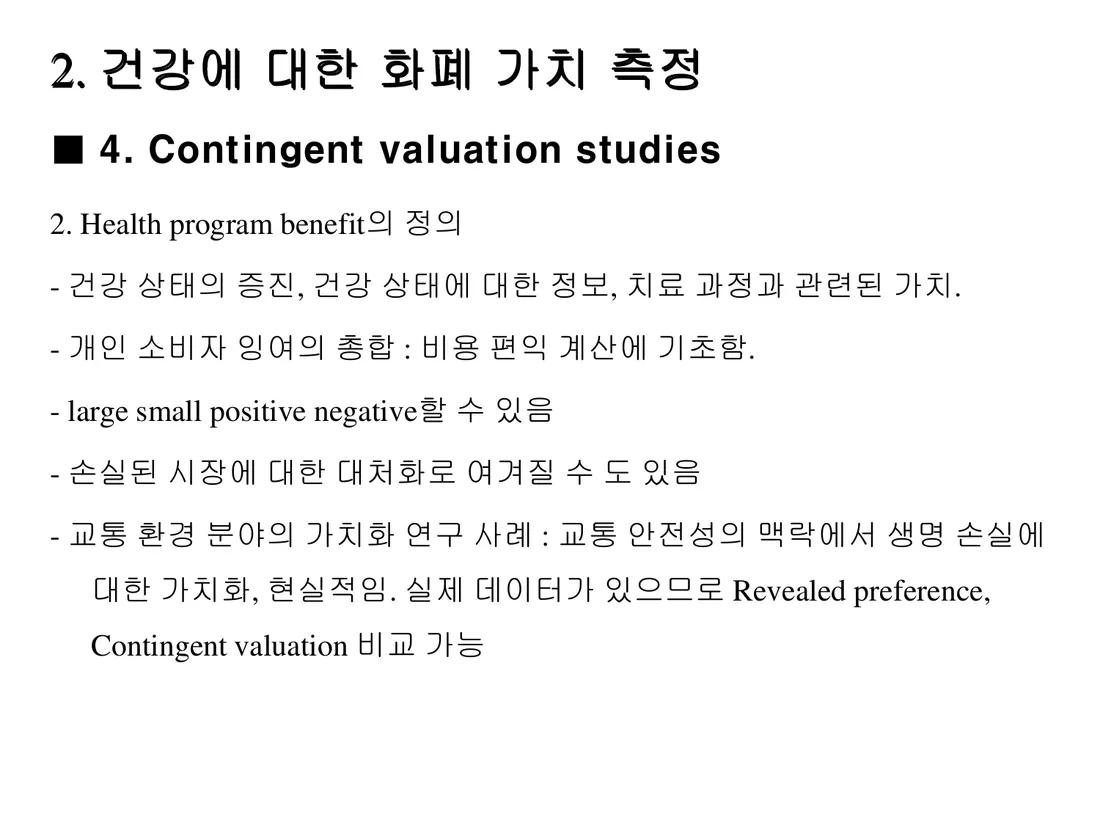 2. 건강에 대한 화폐 가치 측정
■ 4. Contingent valuation studies
2. Health program benefit의 정의
- 건강 상태의 증진, 건강 상태에 대한 정보, 치료 과정과 관련된 가치.
- 개인 소비자 잉여의 총합 : 비용 편익 계산에 기초함.
- large small positive negative할 수 있음
- 손실된 시장에 대한 대처화로 여겨질 수 도 있음
- 교통 환경 분야의 가치화 연구 사례 : 교통 안전성의 맥락에서 생명 손실에
대한 가치화, 현실적임. 실제 데이터가 있으므로 Revealed preference,
Contingent valuation 비교 가능